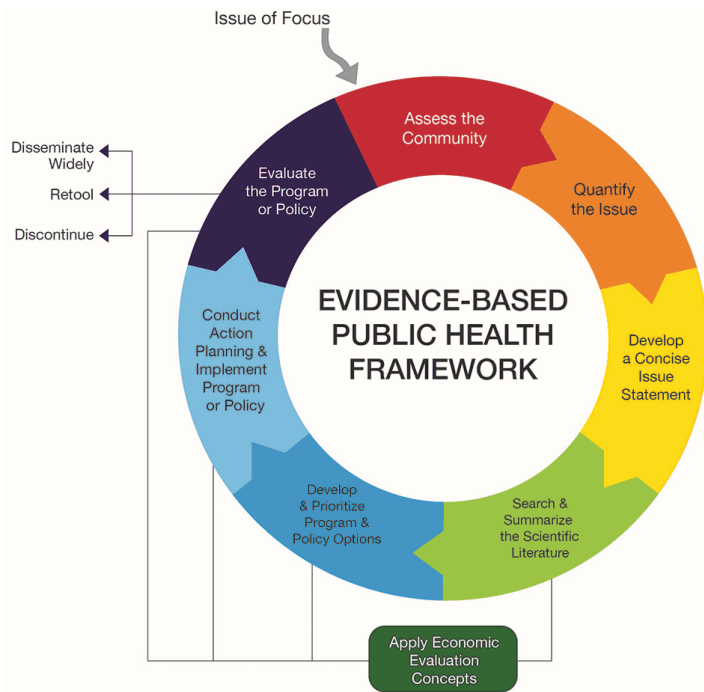 Issue of Focus
Assess the
Community
Quantify
the Issue
Develop
a Concise
Issue
Statement
Search &
Summarize
the Scientific
Literature
Develop
& Prioritize
Program &
Policy Options
Conduct
Action
Planning &
Implement
Program
or Policy
Evaluate
the Program
or Policy
Disseminate
Widely
Retool
Discontinue
EVIDENCE-BASED
PUBLIC HEALTH
FRAMEWORK
Apply Economic
Evaluation
Concepts